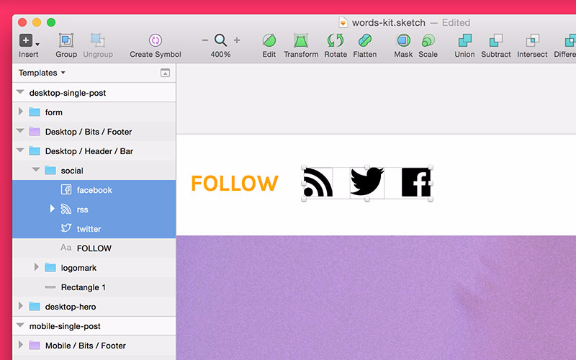 words-kit.sketch — Edited
Insert Group Ungroup Create Symbol 400% Edit Transform Rotate Flatten Mask Scale Union Subtract Intersect
Templates
desktop-single-post
form
Desktop / Bits / Footer
Desktop / Header / Bar
social
facebook
rss
twitter
Aa FOLLOW
logomark
Rectangle 1
desktop-hero
mobile-single-post
Mobile / Bits / Footer
FOLLOW